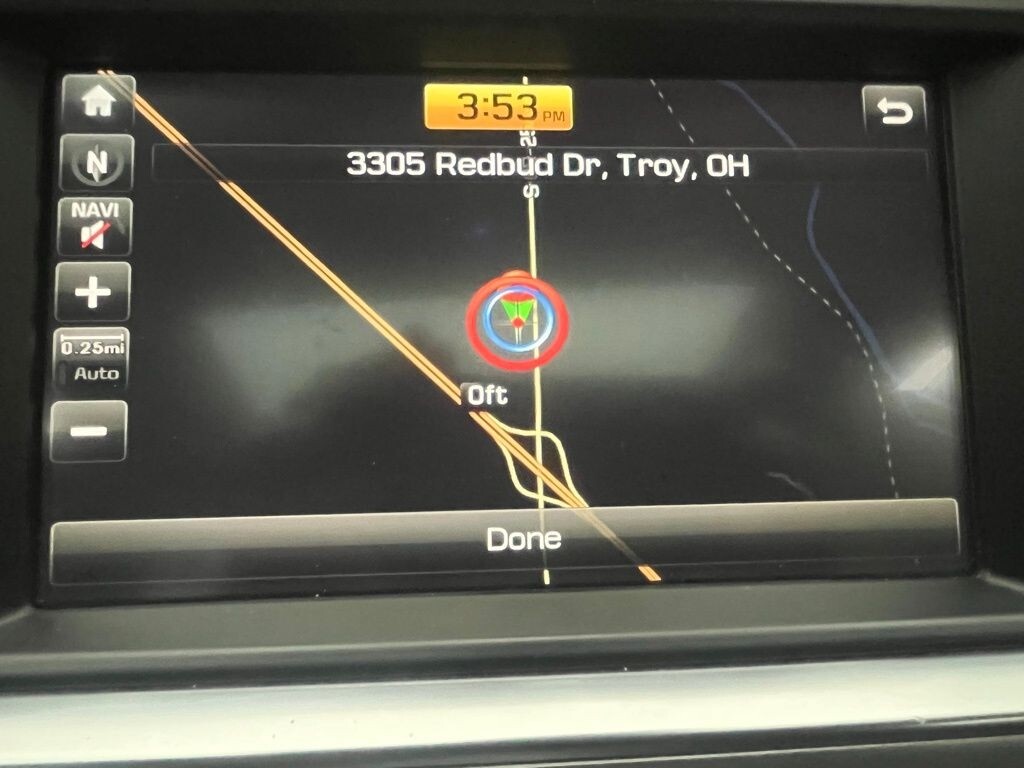 3:53 PM
3305 Redbud Dr, Troy, OH
N
NAVI
0.25mi
Auto
0ft
Done